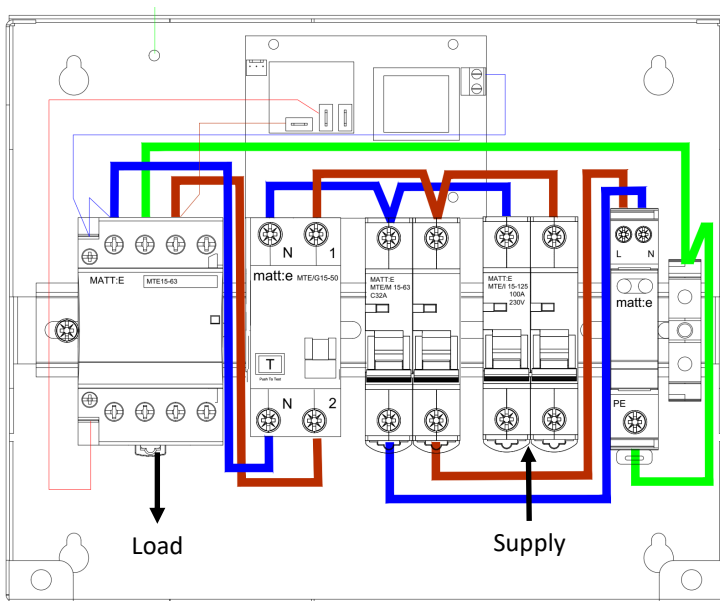 N
1
L
N
MATT:E
MTE15-63
matt:e MTE/G15-50
MATT:E
MTE/M 15-63
C32A
MATT:E
MTE/I 15-125
100A
230V
matt:e
T
Push To Test
N
2
PE
Load
Supply